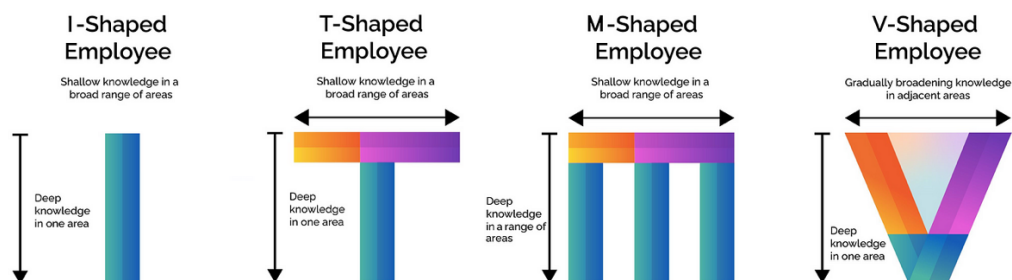 I-Shaped
Employee
Shallow knowledge in a
broad range of areas
Deep
knowledge
in one area
T-Shaped
Employee
Shallow knowledge in a
broad range of areas
Deep
knowledge
in one area
M-Shaped
Employee
Shallow knowledge in a
broad range of areas
Deep
knowledge
in a range of
areas
V-Shaped
Employee
Gradually broadening knowledge
in adjacent areas
Deep
knowledge
in one area